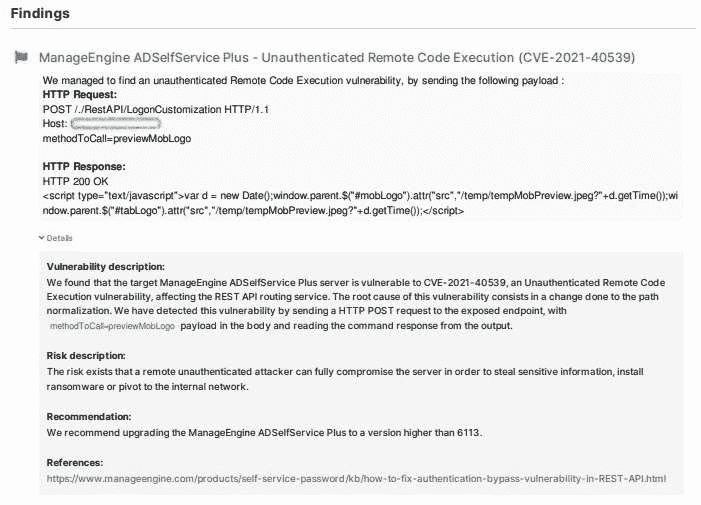 Findings
ManageEngine ADSelfService Plus - Unauthenticated Remote Code Execution (CVE-2021-40539)
We managed to find an unauthenticated Remote Code Execution vulnerability, by sending the following payload :
HTTP Request:
POST /./RestAPI/LogonCustomization HTTP/1.1
Host:
methodToCall=previewMobLogo
HTTP Response:
HTTP 200 OK
<script type="text/javascript">var d = new Date();window.parent.$("#mobLogo").attr("src","/temp/tempMobPreview.jpeg?"+d.getTime());wi
ndow.parent.$("#tabLogo").attr("src","/temp/tempMobPreview.jpeg?"+d.getTime());</script>
Details
Vulnerability description:
We found that the target ManageEngine ADSelfService Plus server is vulnerable to CVE-2021-40539, an Unauthenticated Remote Code
Execution vulnerability, affecting the REST API routing service. The root cause of this vulnerability consists in a change done to the path
normalization. We have detected this vulnerability by sending a HTTP POST request to the exposed endpoint, with
methodToCall=previewMobLogo payload in the body and reading the command response from the output.
Risk description:
The risk exists that a remote unauthenticated attacker can fully compromise the server in order to steal sensitive information, install
ransomware or pivot to the internal network.
Recommendation:
We recommend upgrading the ManageEngine ADSelfService Plus to a version higher than 6113.
References:
https://www.manageengine.com/products/self-service-password/kb/how-to-fix-authentication-bypass-vulnerability-in-REST-API.html